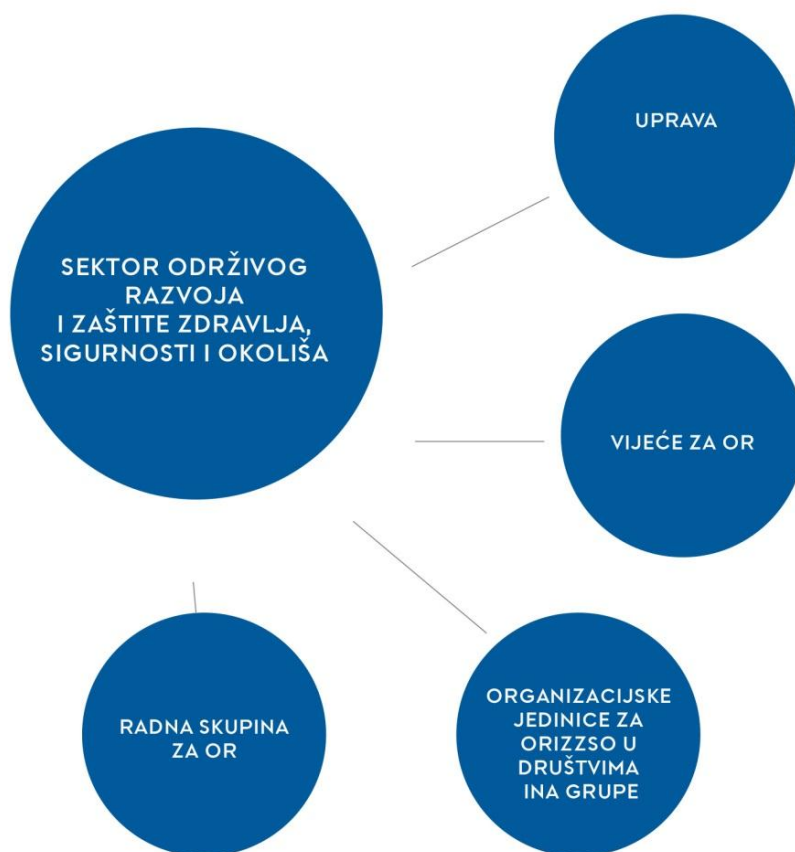 UPRAVA
SEKTOR ODRŽIVOG
RAZVOJA
I ZAŠTITE ZDRAVLJA,
SIGURNOSTI I OKOLIŠA
VIJEĆE ZA OR
RADNA SKUPINA
ZA OR
ORGANIZACIJSKE
JEDINICE ZA
ORIZZSO U
DRUŠTVIMA
INA GRUPE